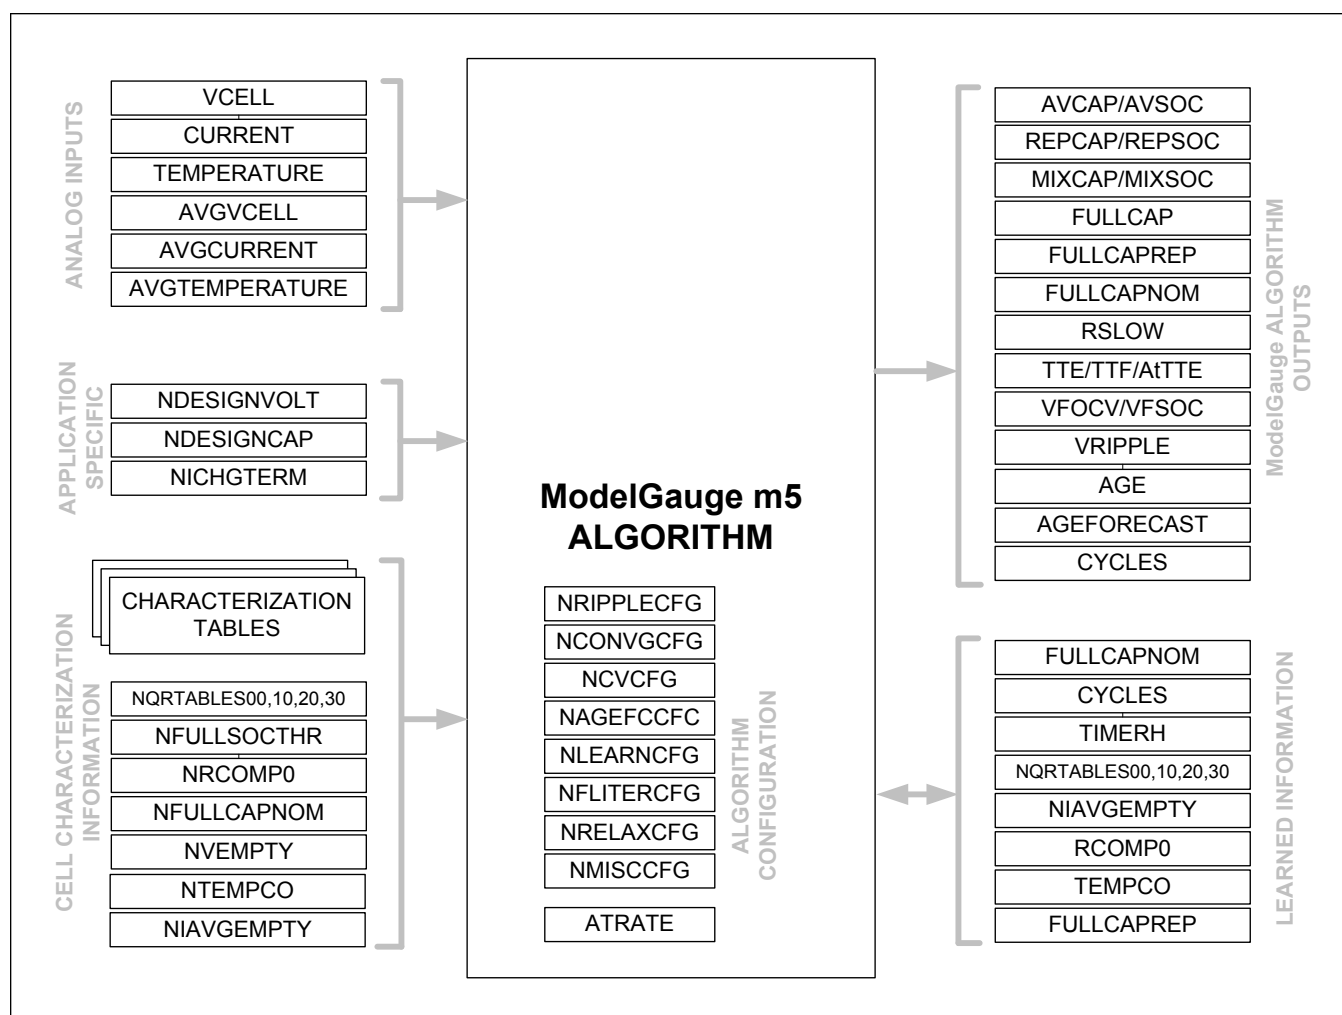 ANALOG INPUTS
VCELL
CURRENT
TEMPERATURE
AVGVCELL
AVGCURRENT
AVGTEMPERATURE
APPLICATION
SPECIFIC
NDESIGNVOLT
NDESIGNCAP
NICHGTERM
CELL CHARACTERIZATION
INFORMATION
CHARACTERIZATION
TABLES
NQRTABLES00,10,20,30
NFULLSOCTHR
NRCOMP0
NFULLCAPNOM
NVEMPTY
NTEMPCO
NIAVGEMPTY
ModelGauge m5
ALGORITHM
NRIPPLECFG
NCONVGCFG
NCVCFG
NAGEFCCFC
NLEARNCFG
NFLITERCFG
NRELAXCFG
NMISCCFG
ATRATE
ALGORITHM
CONFIGURATION
AVCAP/AVSOC
REPCAP/REPSOC
MIXCAP/MIXSOC
FULLCAP
FULLCAPREP
FULLCAPNOM
RSLOW
TTE/TTF/AtTTE
VFOCV/VFSOC
VRIPPLE
AGE
AGEFORECAST
CYCLES
ModelGauge ALGORITHM
OUTPUTS
FULLCAPNOM
CYCLES
TIMERH
NQRTABLES00,10,20,30
NIAVGEMPTY
RCOMP0
TEMPCO
FULLCAPREP
LEARNED INFORMATION